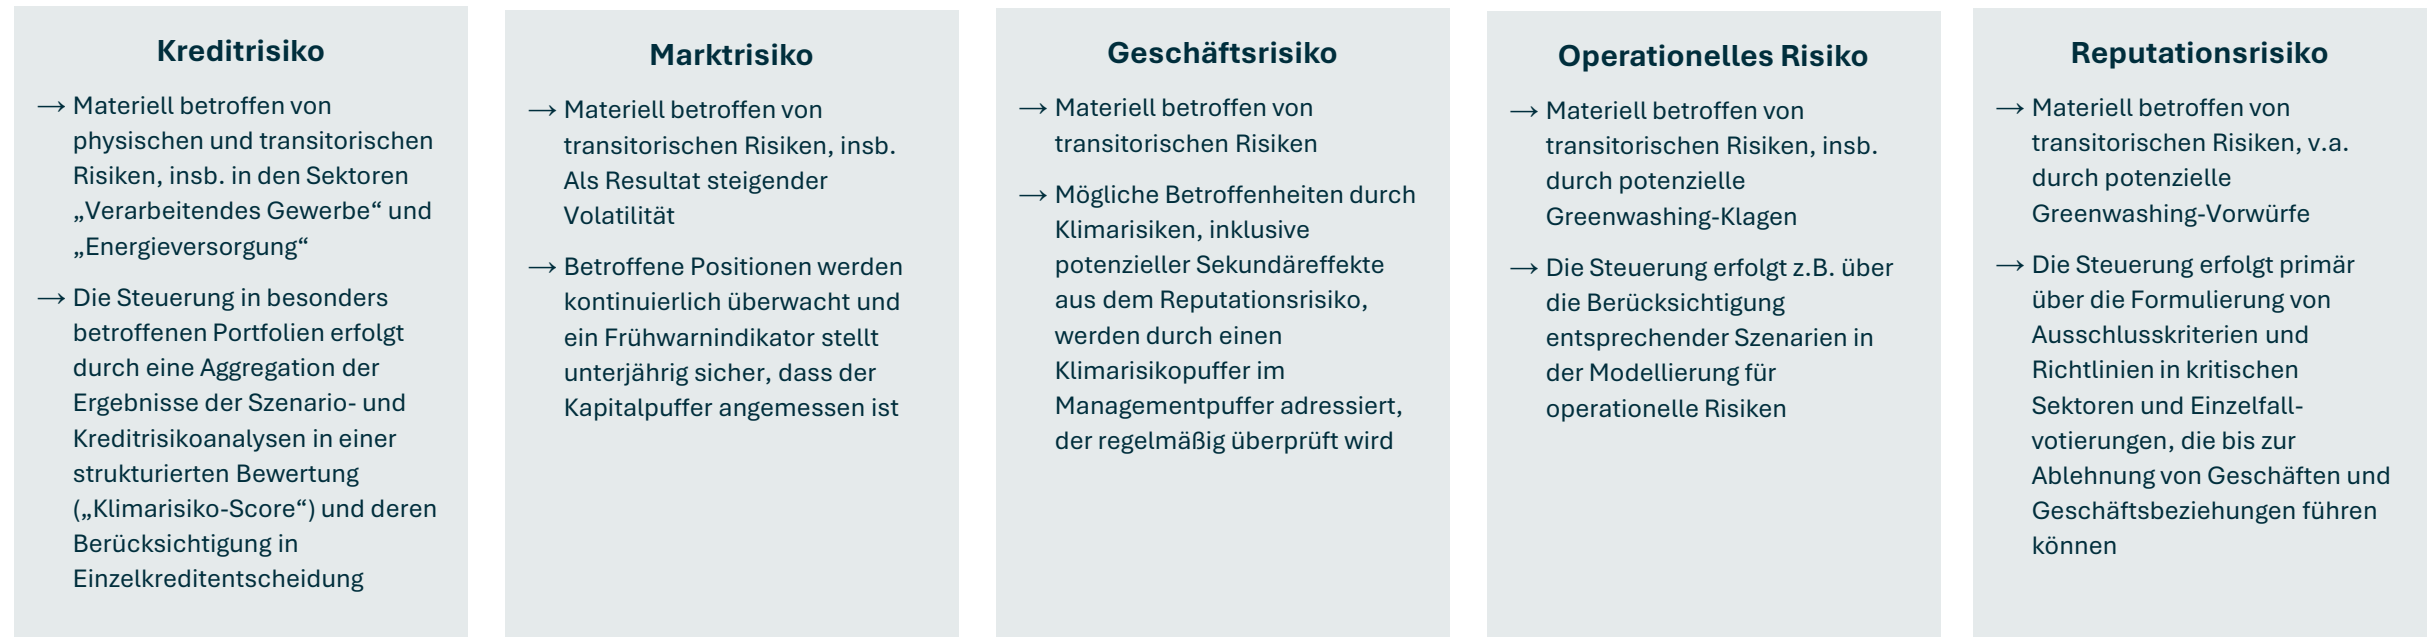 Kreditrisiko
→ Materiell betroffen von
physischen und transitorischen
Risiken, insb. in den Sektoren
„Verarbeitendes Gewerbe“ und
„Energieversorgung“
→ Die Steuerung in besonders
betroffenen Portfolien erfolgt
durch eine Aggregation der
Ergebnisse der Szenario- und
Kreditrisikoanalysen in einer
strukturierten Bewertung
(„Klimarisiko-Score“) und deren
Berücksichtigung in
Einzelkreditentscheidung
Marktrisiko
→ Materiell betroffen von
transitorischen Risiken, insb.
Als Resultat steigender
Volatilität
→ Betroffene Positionen werden
kontinuierlich überwacht und
ein Frühwarnindikator stellt
unterjährig sicher, dass der
Kapitalpuffer angemessen ist
Geschäftsrisiko
→ Materiell betroffen von
transitorischen Risiken
→ Mögliche Betroffenheiten durch
Klimarisiken, inklusive
potenzieller Sekundäreffekte
aus dem Reputationsrisiko,
werden durch einen
Klimarisikopuffer im
Managementpuffer adressiert,
der regelmäßig überprüft wird
Operationelles Risiko
→ Materiell betroffen von
transitorischen Risiken, insb.
durch potenzielle
Greenwashing-Klagen
→ Die Steuerung erfolgt z.B. über
die Berücksichtigung
entsprechender Szenarien in
der Modellierung für
operationelle Risiken
Reputationsrisiko
→ Materiell betroffen von
transitorischen Risiken, v.a.
durch potenzielle
Greenwashing-Vorwürfe
→ Die Steuerung erfolgt primär
über die Formulierung von
Ausschlusskriterien und
Richtlinien in kritischen
Sektoren und Einzelfall-
votierungen, die bis zur
Ablehnung von Geschäften und
Geschäftsbeziehungen führen
können